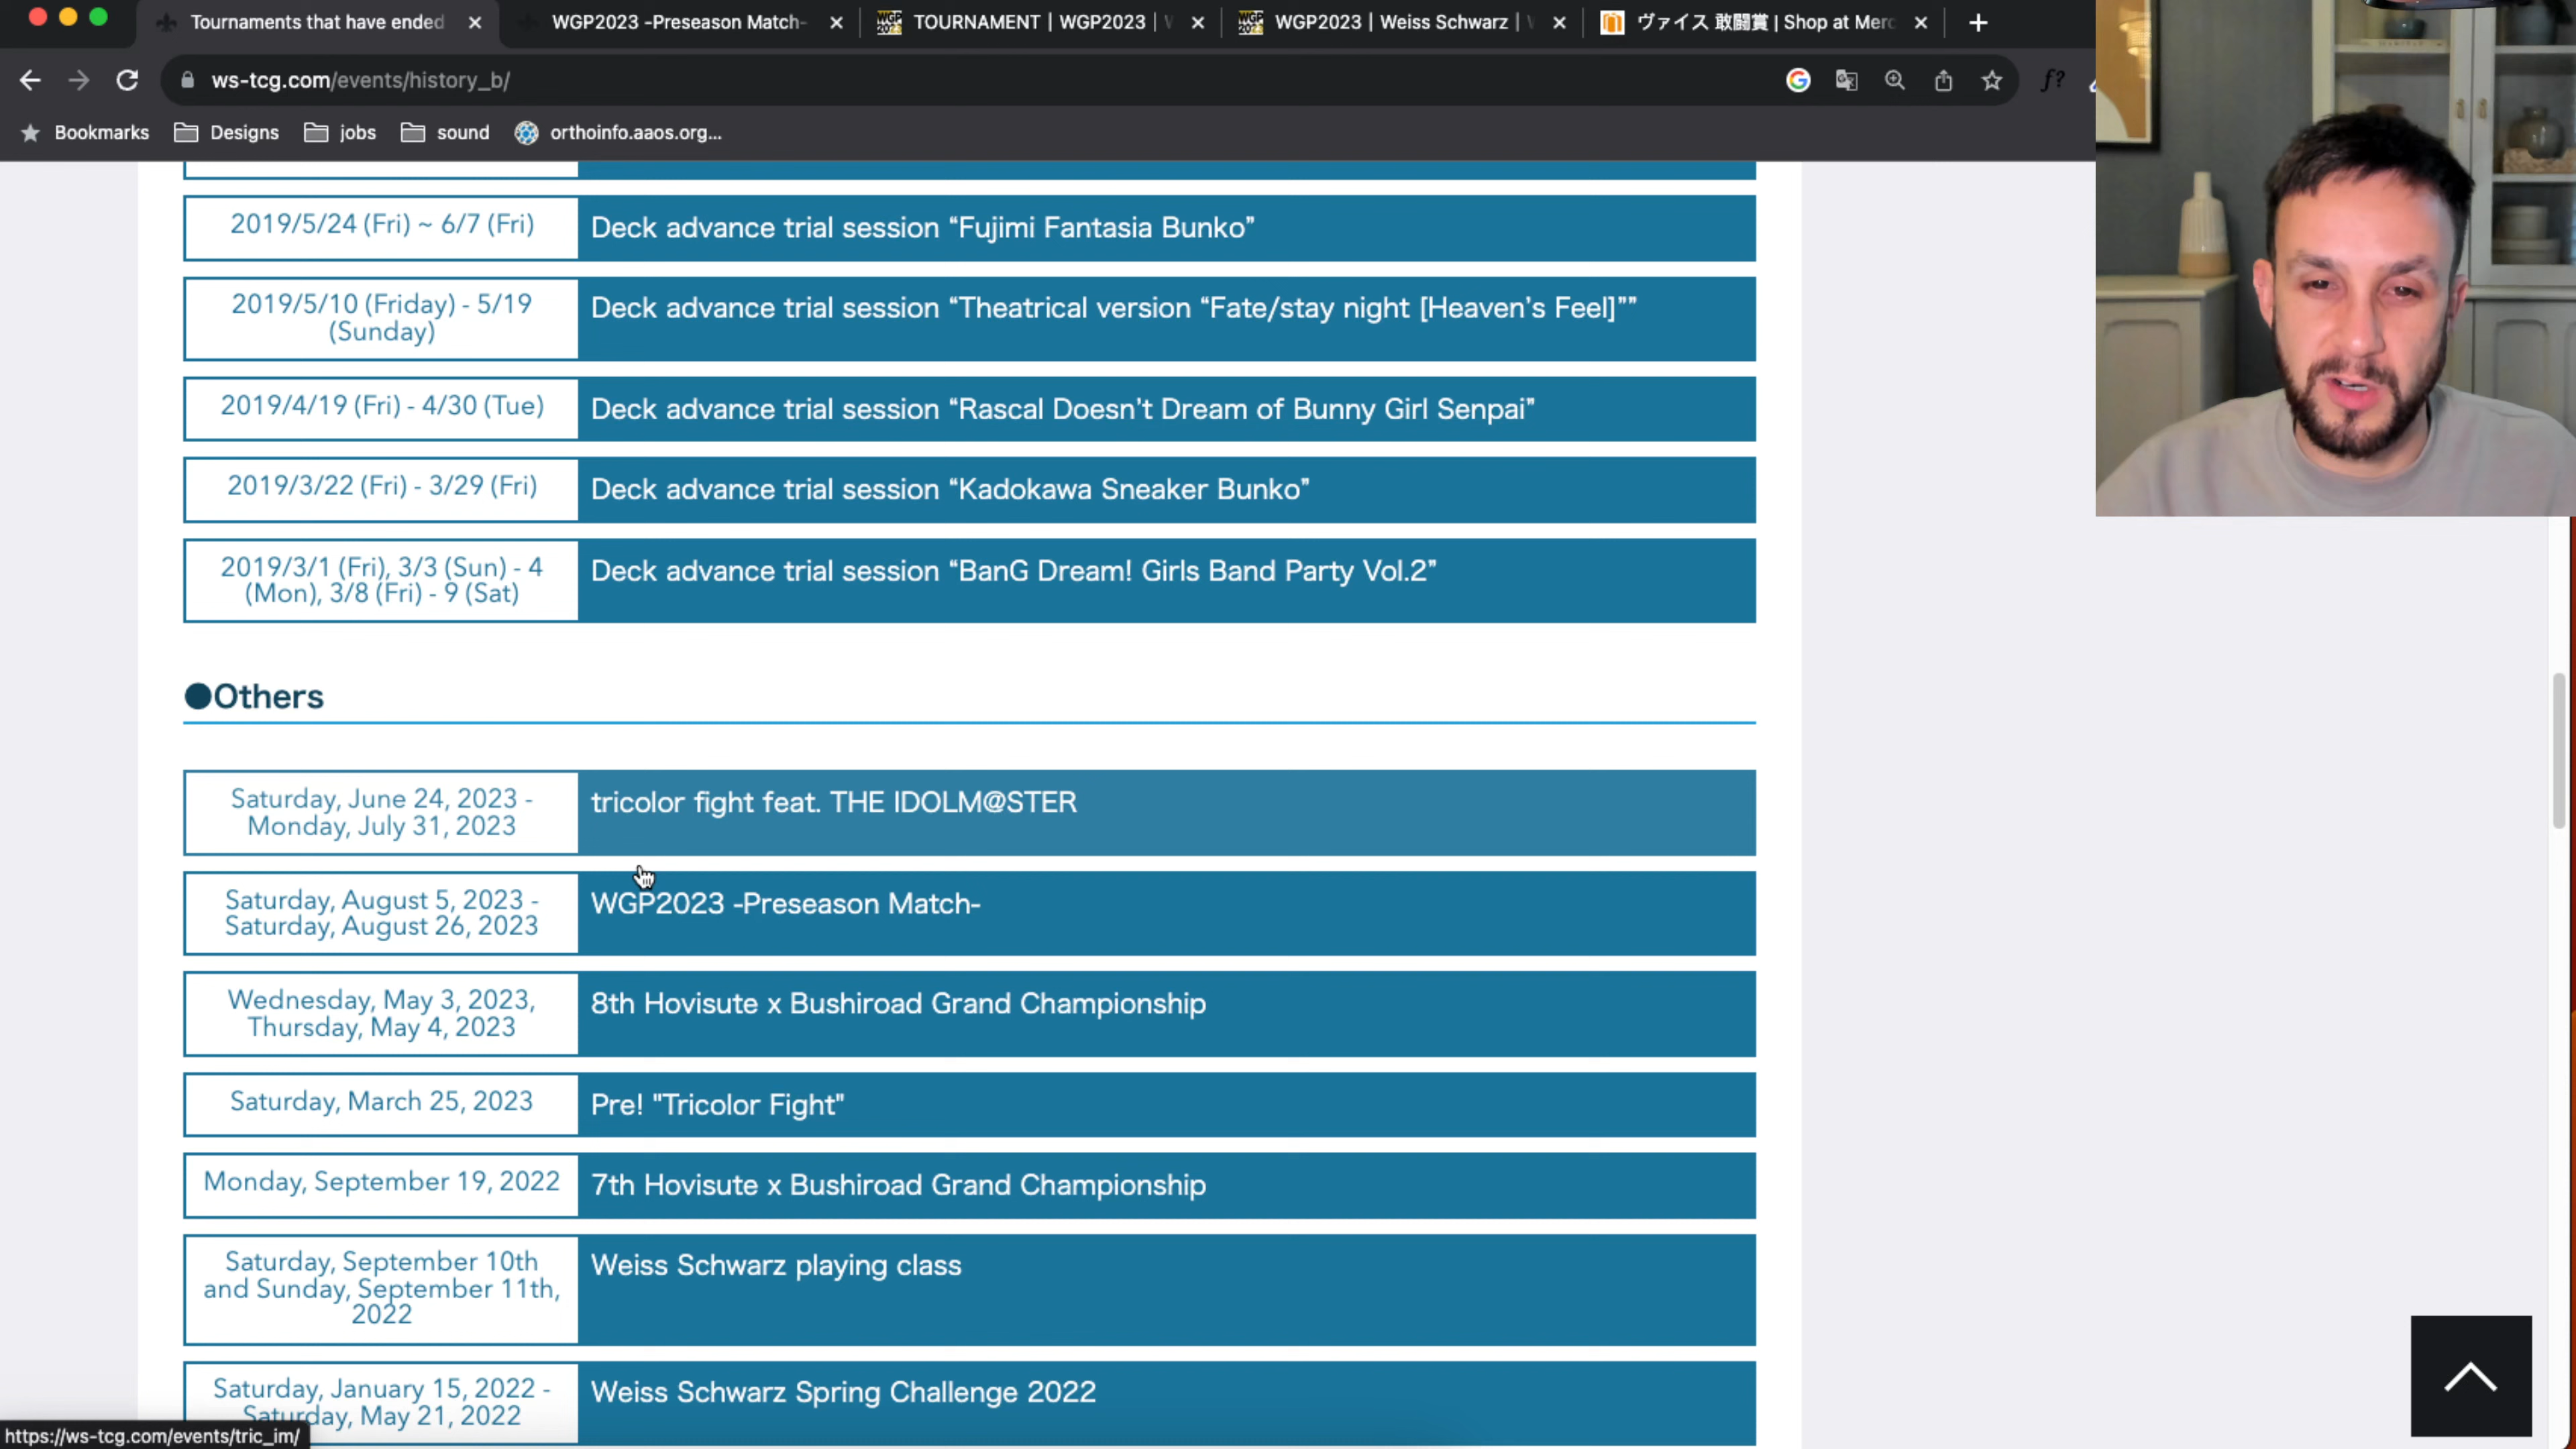 Tournaments that have ended
WGP2023 -Preseason Match-
TOURNAMENT | WGP2023 |
WGP2023 | Weiss Schwarz |
ヴァイス 敢闘賞 | Shop at Merc
ws-tcg.com/events/history_b/
Bookmarks
Designs
jobs
sound
orthoinfo.aaos.org...
2019/5/24 (Fri) ~ 6/7 (Fri)
Deck advance trial session “Fujimi Fantasia Bunko”
2019/5/10 (Friday) - 5/19
(Sunday)
Deck advance trial session “Theatrical version “Fate/stay night [Heaven’s Feel]””
2019/4/19 (Fri) - 4/30 (Tue)
Deck advance trial session “Rascal Doesn’t Dream of Bunny Girl Senpai”
2019/3/22 (Fri) - 3/29 (Fri)
Deck advance trial session “Kadokawa Sneaker Bunko”
2019/3/1 (Fri), 3/3 (Sun) - 4
(Mon), 3/8 (Fri) - 9 (Sat)
Deck advance trial session “BanG Dream! Girls Band Party Vol.2”
●Others
Saturday, June 24, 2023 -
Monday, July 31, 2023
tricolor fight feat. THE IDOLM@STER
Saturday, August 5, 2023 -
Saturday, August 26, 2023
WGP2023 -Preseason Match-
Wednesday, May 3, 2023,
Thursday, May 4, 2023
8th Hovisute x Bushiroad Grand Championship
Saturday, March 25, 2023
Pre! "Tricolor Fight"
Monday, September 19, 2022
7th Hovisute x Bushiroad Grand Championship
Saturday, September 10th
and Sunday, September 11th,
2022
Weiss Schwarz playing class
Saturday, January 15, 2022 -
Saturday, May 21, 2022
Weiss Schwarz Spring Challenge 2022
https://ws-tcg.com/events/tric_im/